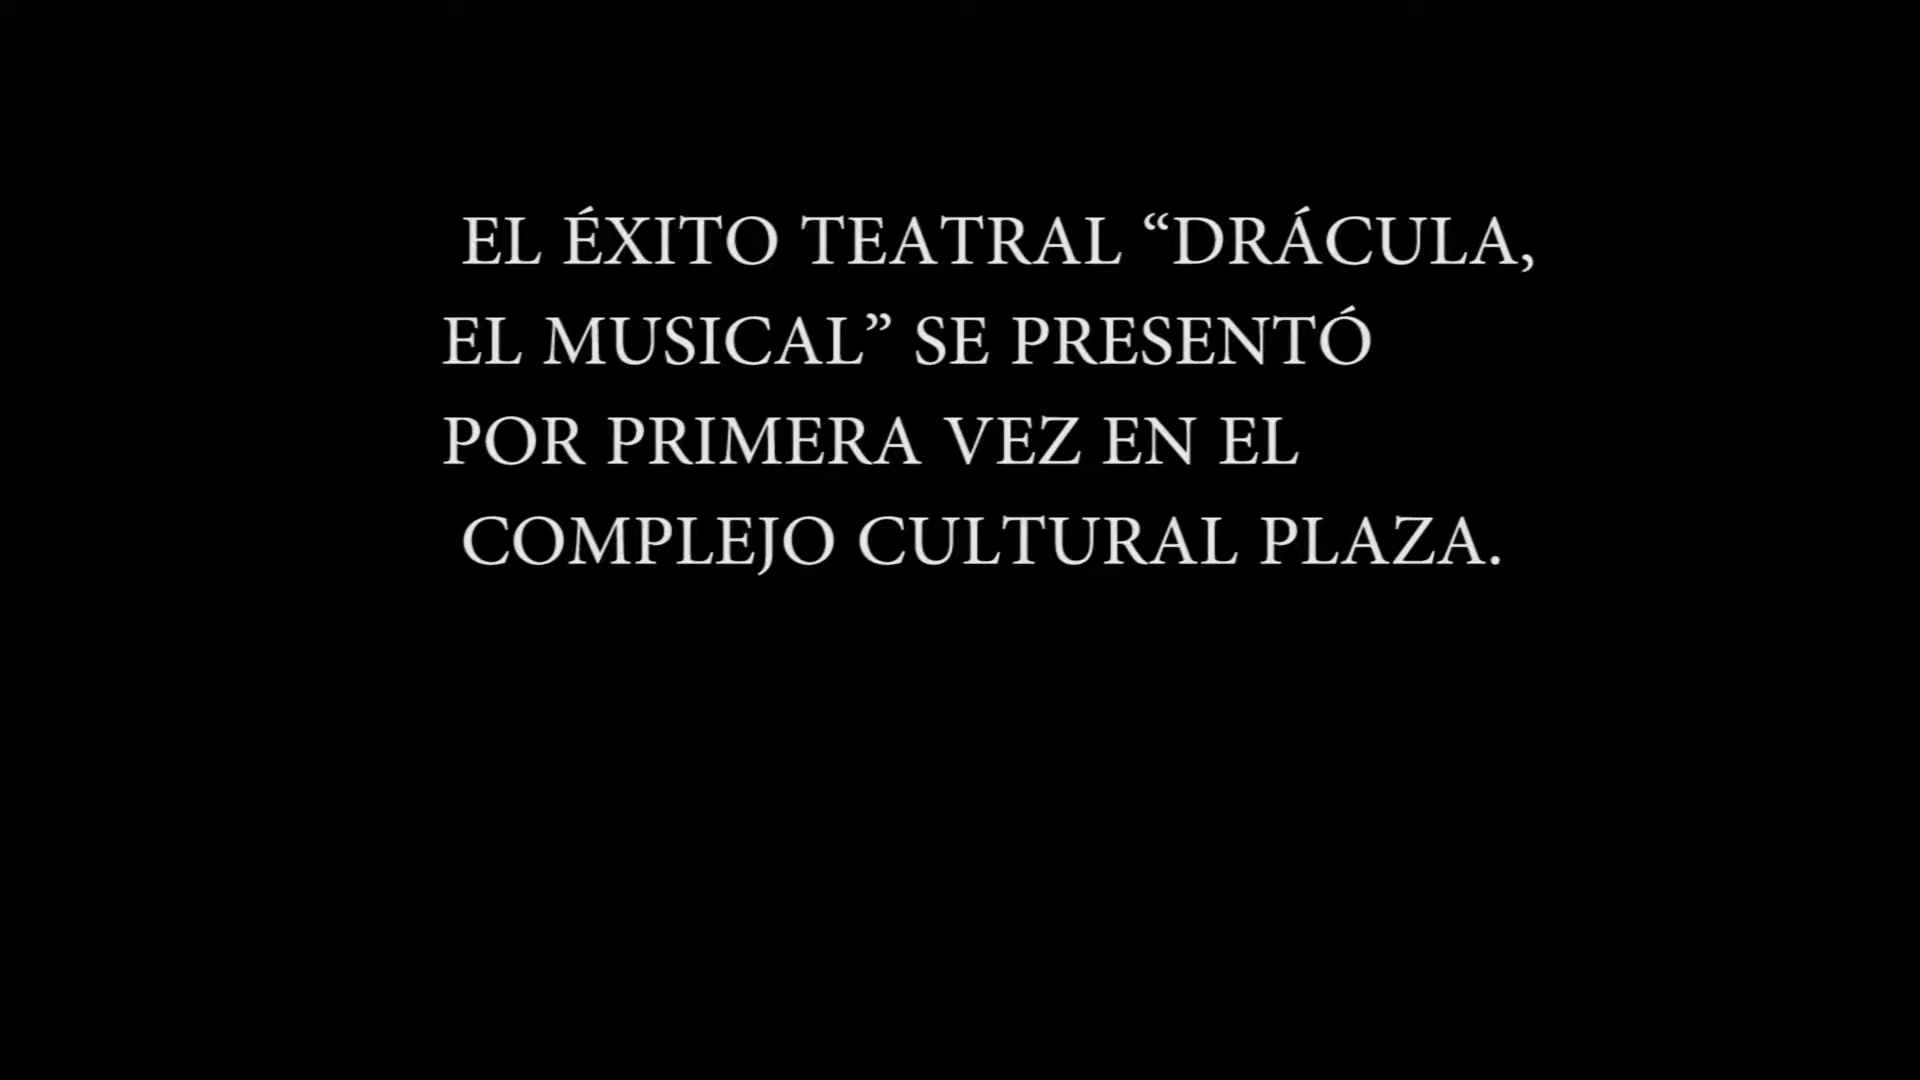 EL ÉXITO TEATRAL “DRÁCULA,
EL MUSICAL” SE PRESENTÓ
POR PRIMERA VEZ EN EL
COMPLEJO CULTURAL PLAZA.